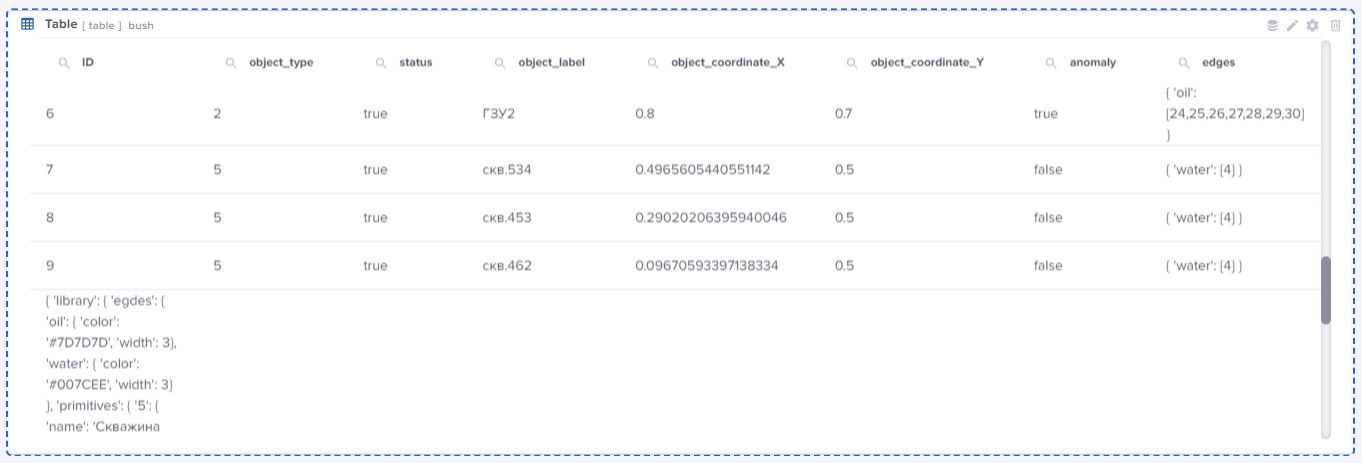 Table [ table ] bush
ID object_type status object_label object_coordinate_X object_coordinate_Y anomaly edges
{ 'oil':
6 2 true ГЗУ2 0.8 0.7 true [24,25,26,27,28,29,30]
}
7 5 true скв.534 0.4965605440551142 0.5 false { 'water': [4] }
8 5 true скв.453 0.29020206395940046 0.5 false { 'water': [4] }
9 5 true скв.462 0.09670593397138334 0.5 false { 'water': [4] }
{ 'library': { 'egdes': {
'oil': { 'color':
'#7D7D7D', 'width': 3},
'water': { 'color':
'#007CEE', 'width': 3}
}, 'primitives': { '5': {
'name': 'Скважина